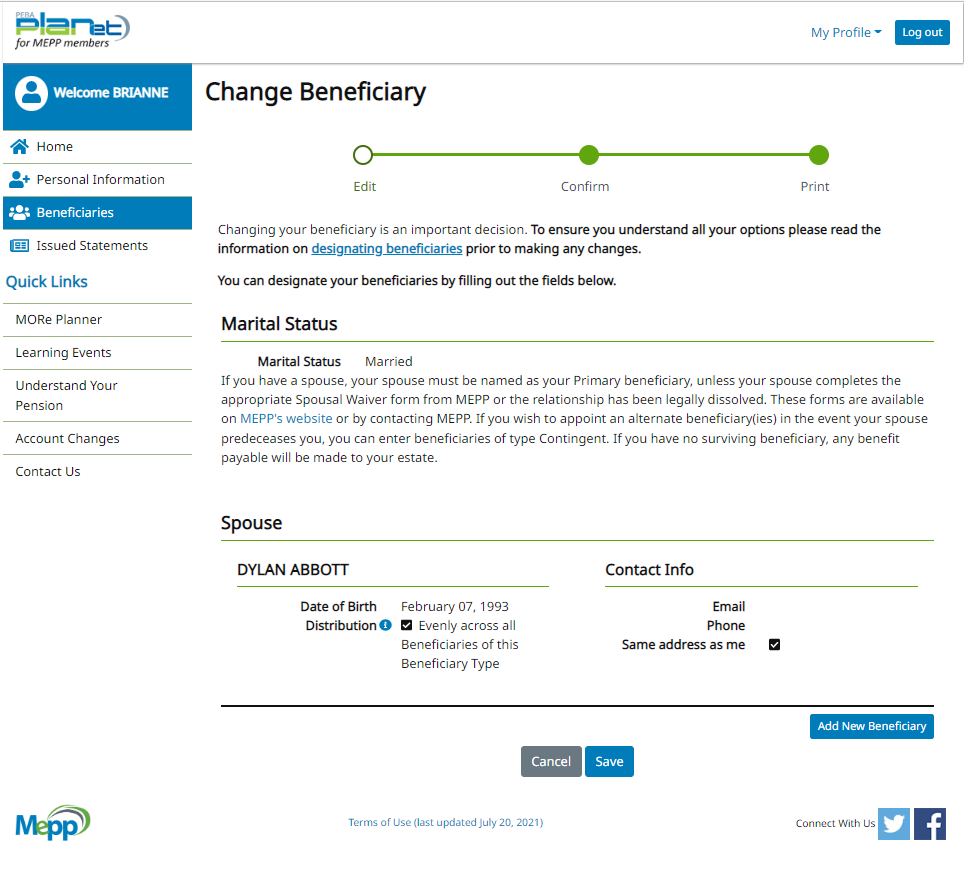 PEBA
planet
for MEPP members
My Profile
Log out
Welcome BRIANNE
Change Beneficiary
Home
Personal Information
Beneficiaries
Issued Statements
Quick Links
MORe Planner
Learning Events
Understand Your
Pension
Account Changes
Contact Us
Edit
Confirm
Print
Changing your beneficiary is an important decision. To ensure you understand all your options please read the
information on designating beneficiaries prior to making any changes.
You can designate your beneficiaries by filling out the fields below.
Marital Status
Marital Status Married
If you have a spouse, your spouse must be named as your Primary beneficiary, unless your spouse completes the
appropriate Spousal Waiver form from MEPP or the relationship has been legally dissolved. These forms are available
on MEPP's website or by contacting MEPP. If you wish to appoint an alternate beneficiary(ies) in the event your spouse
predeceases you, you can enter beneficiaries of type Contingent. If you have no surviving beneficiary, any benefit
payable will be made to your estate.
Spouse
DYLAN ABBOTT
Date of Birth February 07, 1993
Distribution Evenly across all
Beneficiaries of this
Beneficiary Type
Contact Info
Email
Phone
Same address as me
Add New Beneficiary
Cancel Save
Mepp
Terms of Use (last updated July 20, 2021)
Connect With Us